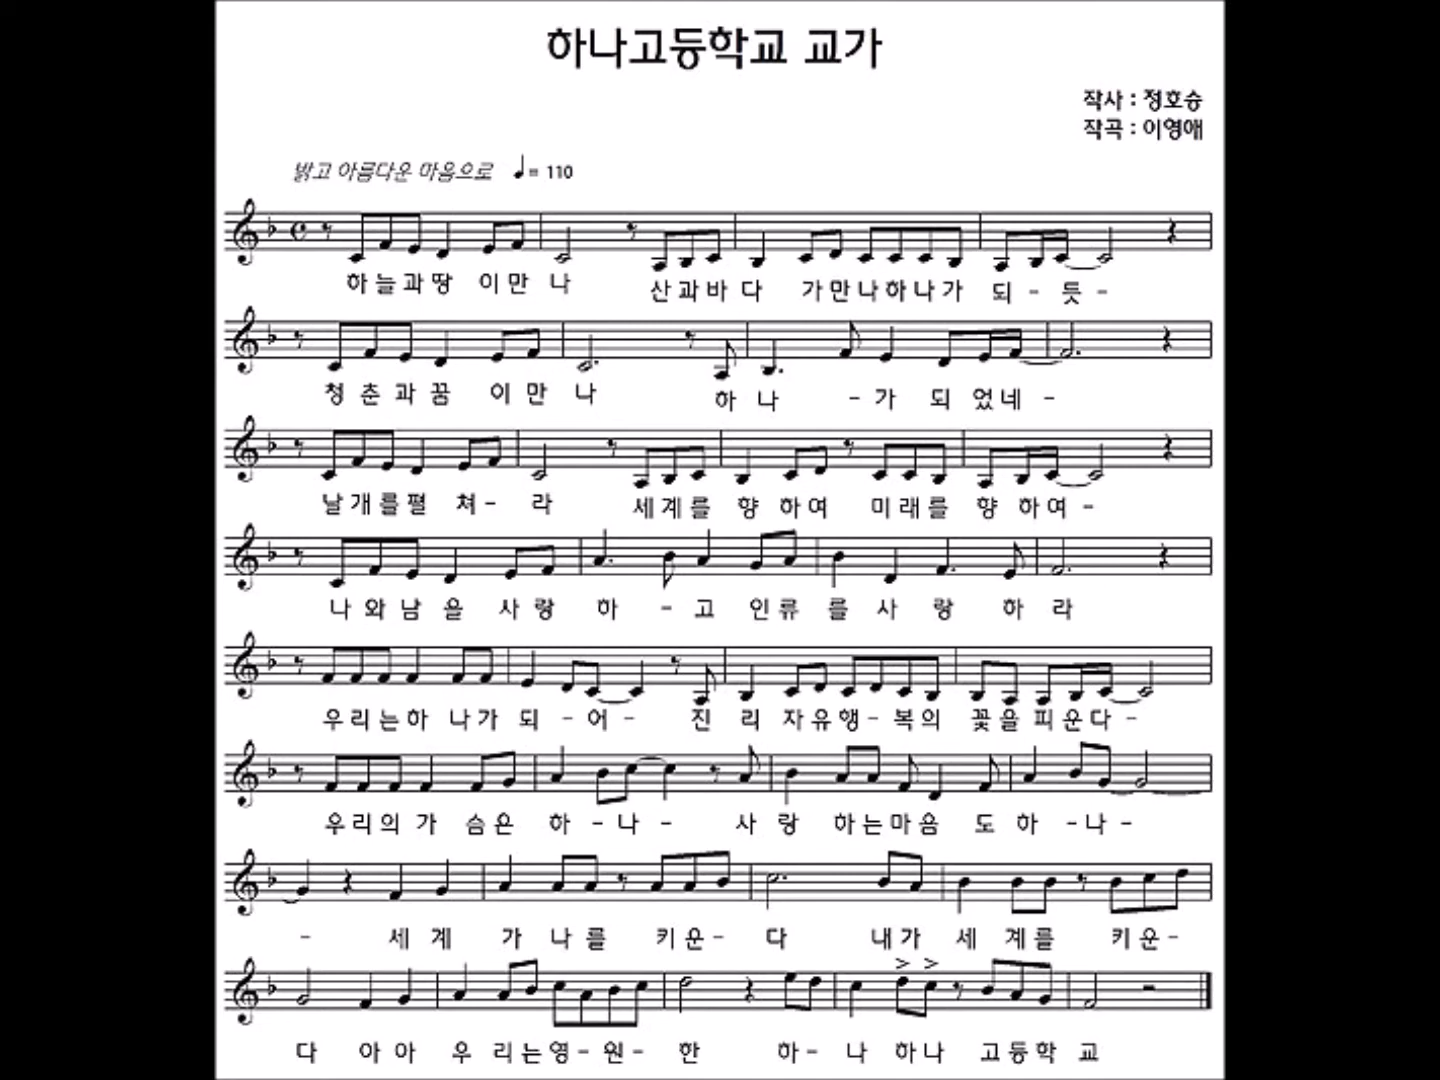 하나고등학교 교가
작사 : 정호승
작곡 : 이영애
밝고 아름다운 마음으로 ♩= 110
하늘과땅 이만 나 산과바 다 가만나하나가 되 - 듯 -
청춘과꿈 이만 나 하 나 - 가 되 었네 -
날개를펼 쳐 - 라 세계를 향 하여 미래를 향 하여 -
나와남을 사랑 하 - 고 인류 를 사 랑 하 라
우리는하 나가 되 - 어 - 진 리 자유행 - 복의 꽃을피운다 -
우리의가 슴은 하 - 나 - 사 랑 하는마음 도 하 - 나 -
- 세 계 가 나를 키운 - 다 내가 세 계를 키운 -
다 아아 우 리는영 - 원 - 한 하 - 나 하나 고등학 교